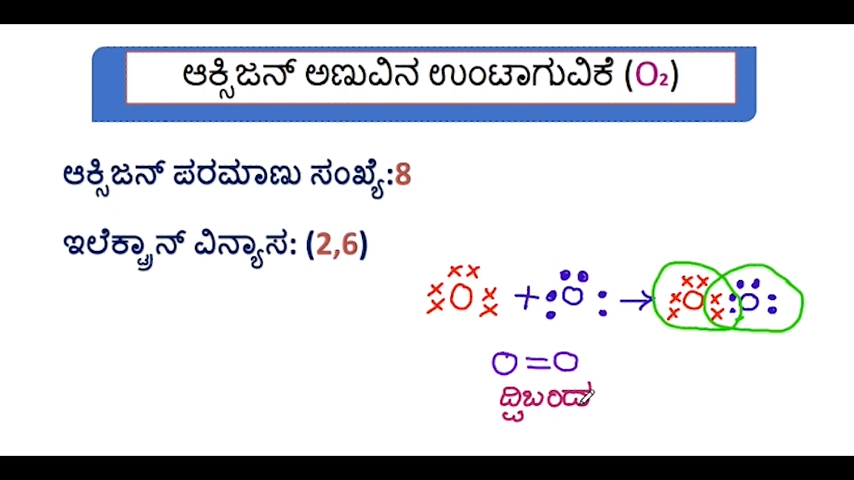 ಆಕ್ಸಿಜನ್ ಅಣುವಿನ ಉಂಟಾಗುವಿಕೆ (O₂)
ಆಕ್ಸಿಜನ್ ಪರಮಾಣು ಸಂಖ್ಯೆ:8
ಇಲೆಕ್ಟ್ರಾನ್ ವಿನ್ಯಾಸ: (2,6)
O + O → O O
O=O